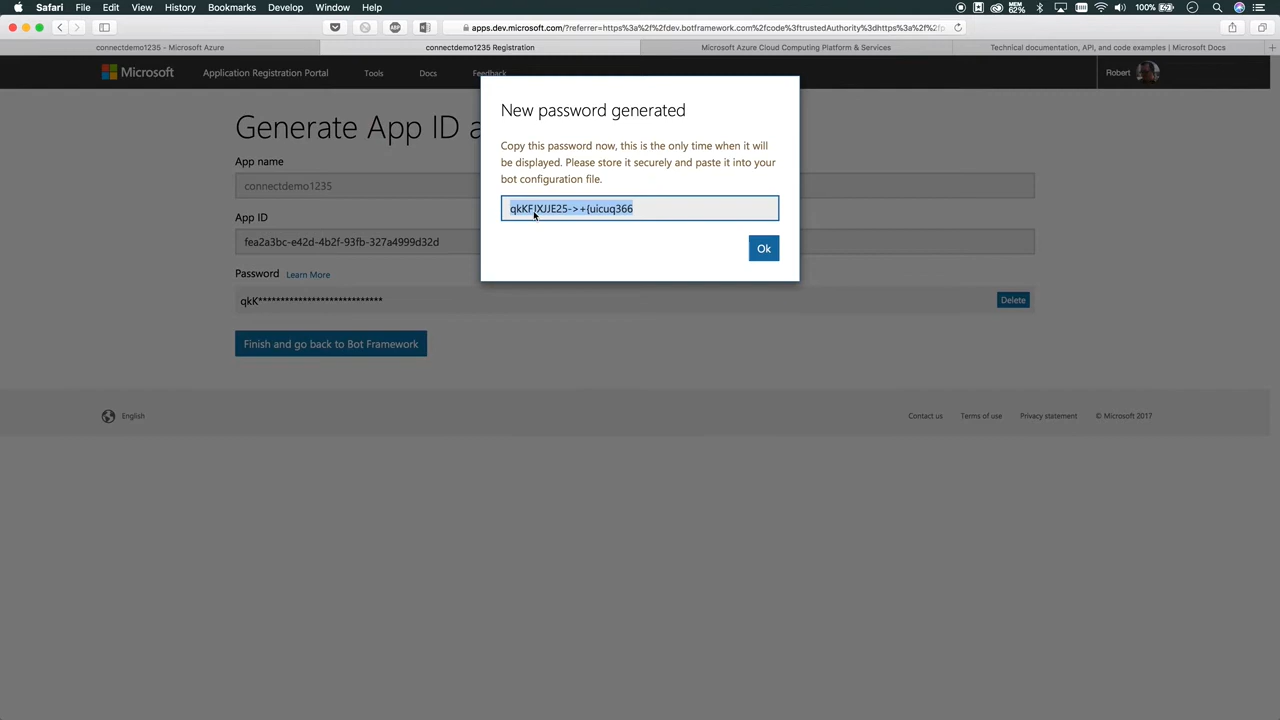 Safari File Edit View History Bookmarks Develop Window Help 100%
apps.dev.microsoft.com/?referrer=https%3a%2f%2fdev.botframework.com%2fcode%3ftrustedAuthority%3dhttps%3a%2f%2f
connectdemo1235 - Microsoft Azure connectdemo1235 Registration Microsoft Azure Cloud Computing Platform & Services Technical documentation, API, and code examples | Microsoft Docs
Microsoft Application Registration Portal Tools Docs Feedback Robert
New password generated
Generate App ID
Copy this password now, this is the only time when it will
be displayed. Please store it securely and paste it into your
bot configuration file.
App name
connectdemo1235
qkKFJXJJE25->+{uicuq366
App ID
fea2a3bc-e42d-4b2f-93fb-327a4999d32d
Ok
Password Learn More
qkK****************************
Delete
Finish and go back to Bot Framework
English Contact us Terms of use Privacy statement © Microsoft 2017